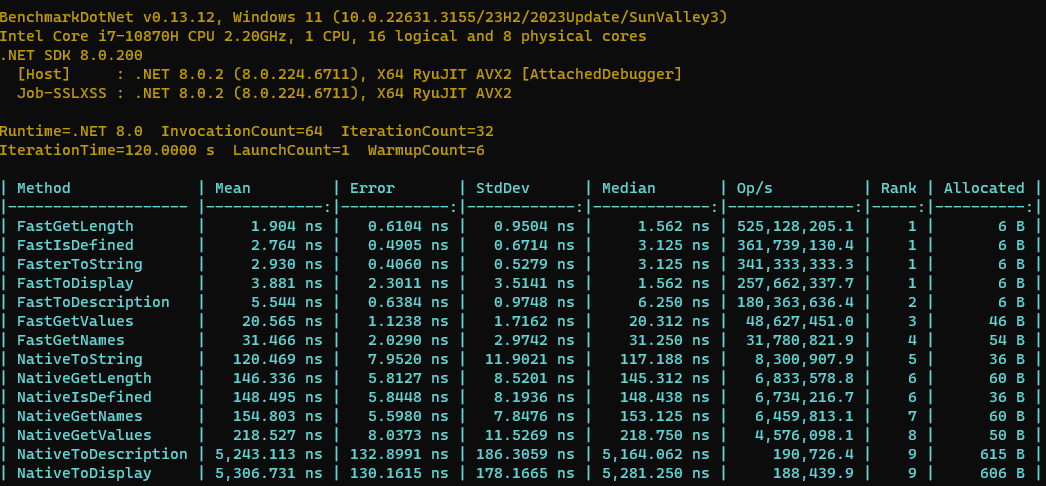 BenchmarkDotNet v0.13.12, Windows 11 (10.0.22631.3155/23H2/2023Update/SunValley3)
Intel Core i7-10870H CPU 2.20GHz, 1 CPU, 16 logical and 8 physical cores
.NET SDK 8.0.200
  [Host]     : .NET 8.0.2 (8.0.224.6711), X64 RyuJIT AVX2 [AttachedDebugger]
  Job-SSLXSS : .NET 8.0.2 (8.0.224.6711), X64 RyuJIT AVX2
Runtime=.NET 8.0  InvocationCount=64  IterationCount=32
IterationTime=120.0000 s  LaunchCount=1  WarmupCount=6
| Method              | Mean         | Error       | StdDev      | Median       | Op/s          | Rank | Allocated |
|-------------------- |-------------:|------------:|------------:|-------------:|--------------:|-----:|----------:|
| FastGetLength       |     1.904 ns |   0.6104 ns |   0.9504 ns |     1.562 ns | 525,128,205.1 |    1 |       6 B |
| FastIsDefined       |     2.764 ns |   0.4905 ns |   0.6714 ns |     3.125 ns | 361,739,130.4 |    1 |       6 B |
| FasterToString      |     2.930 ns |   0.4060 ns |   0.5279 ns |     3.125 ns | 341,333,333.3 |    1 |       6 B |
| FastToDisplay       |     3.881 ns |   2.3011 ns |   3.5141 ns |     1.562 ns | 257,662,337.7 |    1 |       6 B |
| FastToDescription   |     5.544 ns |   0.6384 ns |   0.9748 ns |     6.250 ns | 180,363,636.4 |    2 |       6 B |
| FastGetValues       |    20.565 ns |   1.1238 ns |   1.7162 ns |    20.312 ns |  48,627,451.0 |    3 |      46 B |
| FastGetNames        |    31.466 ns |   2.0290 ns |   2.9742 ns |    31.250 ns |  31,780,821.9 |    4 |      54 B |
| NativeToString      |   120.469 ns |   7.9520 ns |  11.9021 ns |   117.188 ns |   8,300,907.9 |    5 |      36 B |
| NativeGetLength     |   146.336 ns |   5.8127 ns |   8.5201 ns |   145.312 ns |   6,833,578.8 |    6 |      60 B |
| NativeIsDefined     |   148.495 ns |   5.8448 ns |   8.1936 ns |   148.438 ns |   6,734,216.7 |    6 |      36 B |
| NativeGetNames      |   154.803 ns |   5.5980 ns |   7.8476 ns |   153.125 ns |   6,459,813.1 |    7 |      60 B |
| NativeGetValues     |   218.527 ns |   8.0373 ns |  11.5269 ns |   218.750 ns |   4,576,098.1 |    8 |      50 B |
| NativeToDescription | 5,243.113 ns | 132.8991 ns | 186.3059 ns | 5,164.062 ns |     190,726.4 |    9 |     615 B |
| NativeToDisplay     | 5,306.731 ns | 130.1615 ns | 178.1665 ns | 5,281.250 ns |     188,439.9 |    9 |     606 B |